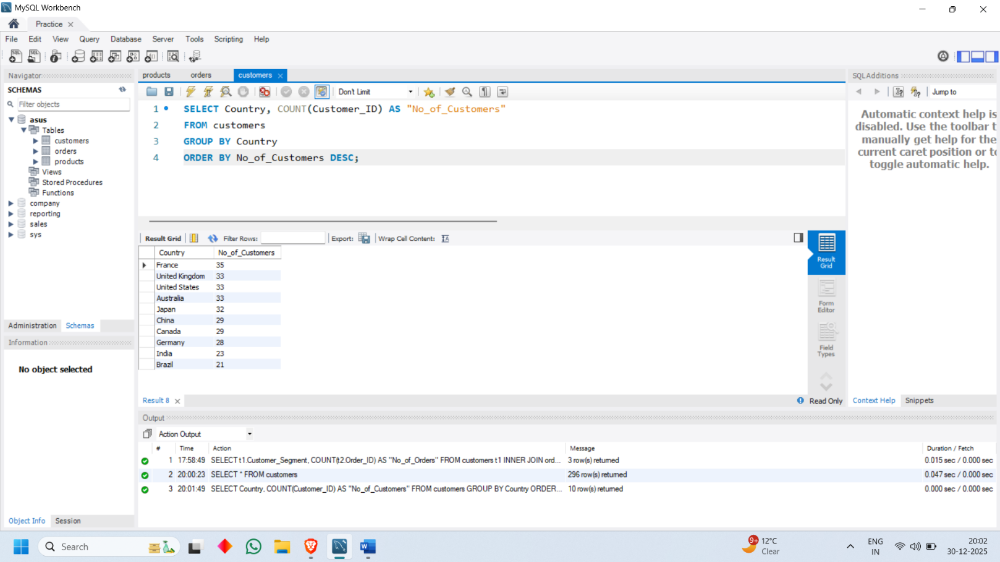 MySQL Workbench
Practice
File Edit View Query Database Server Tools Scripting Help
Navigator
SCHEMAS
Filter objects
asus
Tables
customers
orders
products
Views
Stored Procedures
Functions
company
reporting
sales
sys
Administration Schemas
Information
No object selected
Object Info Session
products orders customers
Don't Limit
1 SELECT Country, COUNT(Customer_ID) AS "No_of_Customers"
2 FROM customers
3 GROUP BY Country
4 ORDER BY No_of_Customers DESC;
Result Grid Filter Rows: Export: Wrap Cell Content:
Country No_of_Customers
France 35
United Kingdom 33
United States 33
Australia 33
Japan 32
China 29
Canada 29
Germany 28
India 23
Brazil 21
Result Grid
Form Editor
Field Types
Result 8
Read Only
SQLAdditions
Jump to
Automatic context help is
disabled. Use the toolbar t
manually get help for the
current caret position or to
toggle automatic help.
Context Help Snippets
Output
Action Output
# Time Action Message Duration / Fetch
1 17:58:49 SELECT t1.Customer_Segment, COUNT(t2.Order_ID) AS "No_of_Orders" FROM customers t1 INNER JOIN ord... 3 row(s) returned 0.015 sec / 0.000 sec
2 20:00:23 SELECT * FROM customers 296 row(s) returned 0.047 sec / 0.000 sec
3 20:01:49 SELECT Country, COUNT(Customer_ID) AS "No_of_Customers" FROM customers GROUP BY Country ORDER... 10 row(s) returned 0.000 sec / 0.000 sec
Search
9+
12°C
Clear
ENG
IN
20:02
30-12-2025